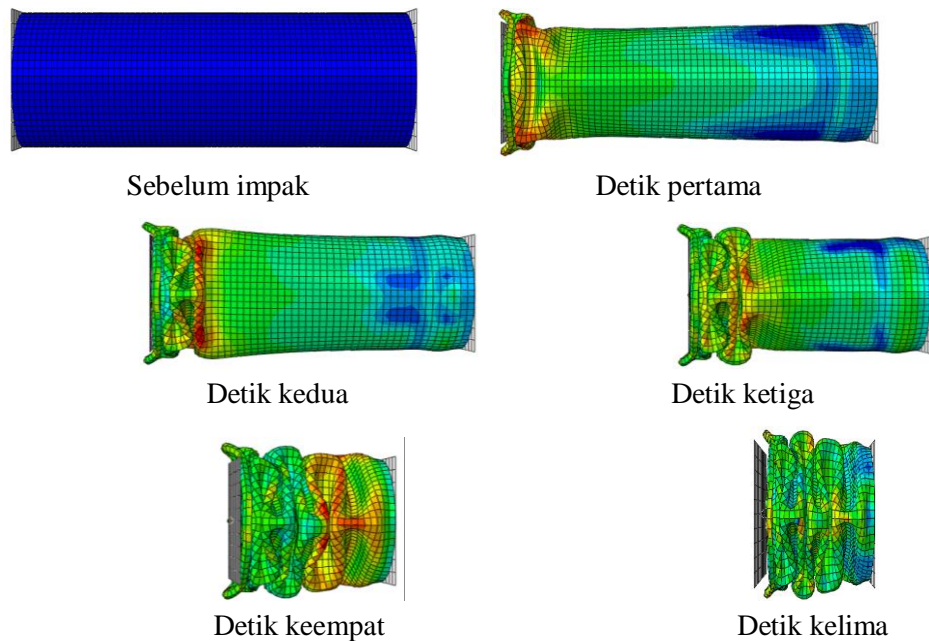 Sebelum impak
Detik pertama
Detik kedua
Detik ketiga
Detik keempat
Detik kelima